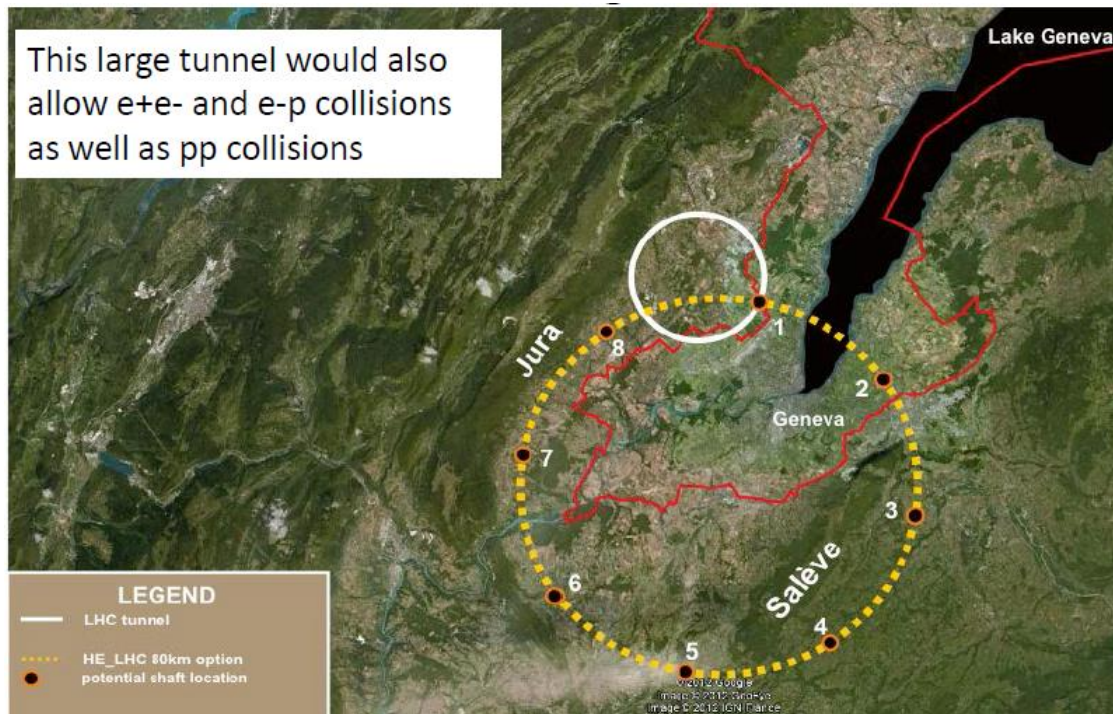 This large tunnel would also
allow e+e- and e-p collisions
as well as pp collisions
Lake Geneva
1
8
Jura
2
Geneva
7
3
Salève
6
4
5
LEGEND
LHC tunnel
HE_LHC 80km option
potential shaft location
©2012 Google
Image © 2012 GeoEye
Image © 2012 IGN France